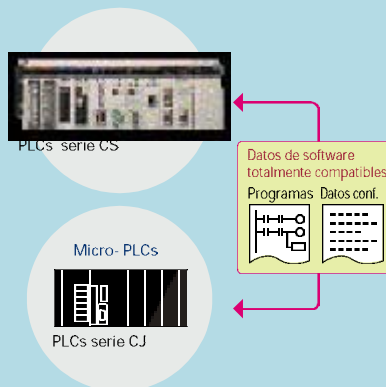 PLCs serie CS
Datos de software
totalmente compatibles
Programas Datos conf.
Micro- PLCs
PLCs serie CJ